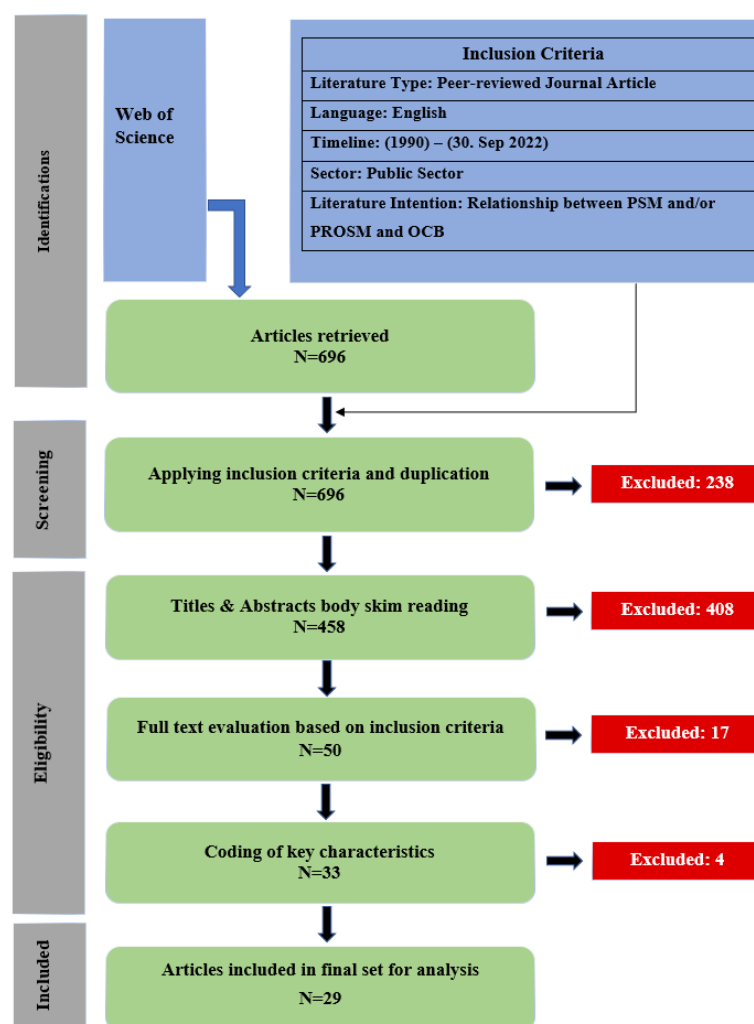 Identifications
Web of
Science
Inclusion Criteria
Literature Type: Peer-reviewed Journal Article
Language: English
Timeline: (1990) – (30. Sep 2022)
Sector: Public Sector
Literature Intention: Relationship between PSM and/or
PROSM and OCB
Articles retrieved
N=696
Screening
Applying inclusion criteria and duplication
N=696
Excluded: 238
Eligibility
Titles & Abstracts body skim reading
N=458
Excluded: 408
Full text evaluation based on inclusion criteria
N=50
Excluded: 17
Coding of key characteristics
N=33
Excluded: 4
Included
Articles included in final set for analysis
N=29